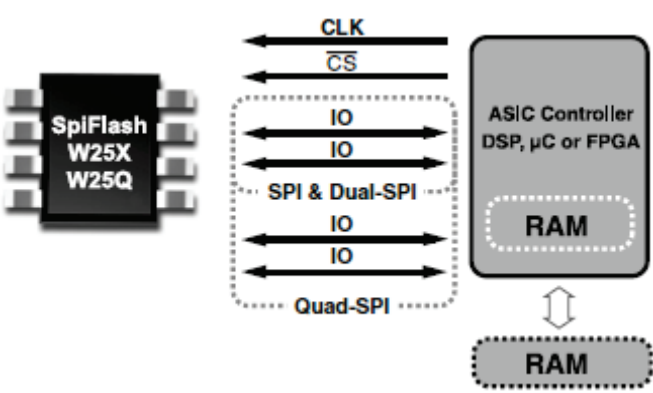 SpiFlash
W25X
W25Q
CLK
CS
IO
IO
SPI & Dual-SPI
IO
IO
Quad-SPI
ASIC Controller
DSP, µC or FPGA
RAM
RAM